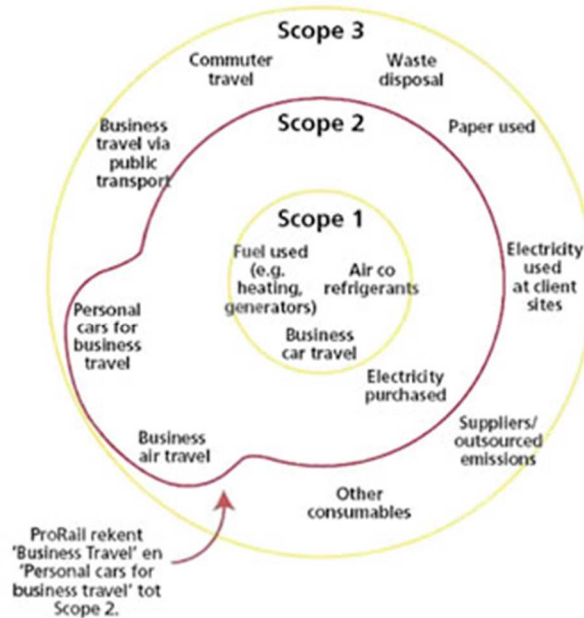 Scope 3
Commuter
travel
Waste
disposal
Business
travel via
public
transport
Scope 2
Paper used
Scope 1
Fuel used
(e.g.
heating,
generators)
Air co
refrigerants
Business
car travel
Electricity
used
at client
sites
Personal
cars for
business
travel
Electricity
purchased
Business
air travel
Suppliers/
outsourced
emissions
Other
consumables
ProRail rekent
'Business Travel' en
'Personal cars for
business travel' tot
Scope 2.